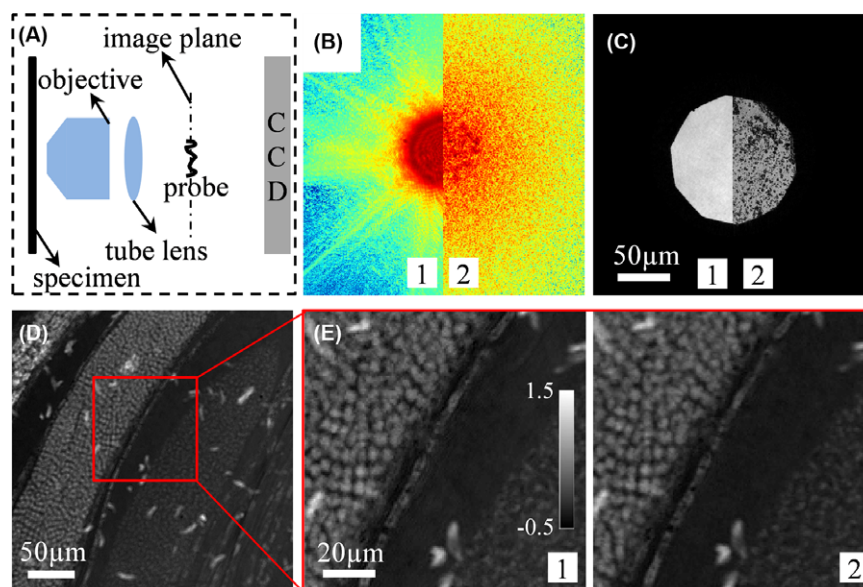 (A)
image plane
objective
C
C
D
probe
tube lens
specimen
(B)
1 2
(C)
50μm
1 2
(D)
50μm
(E)
1.5
-0.5
20μm
1
2